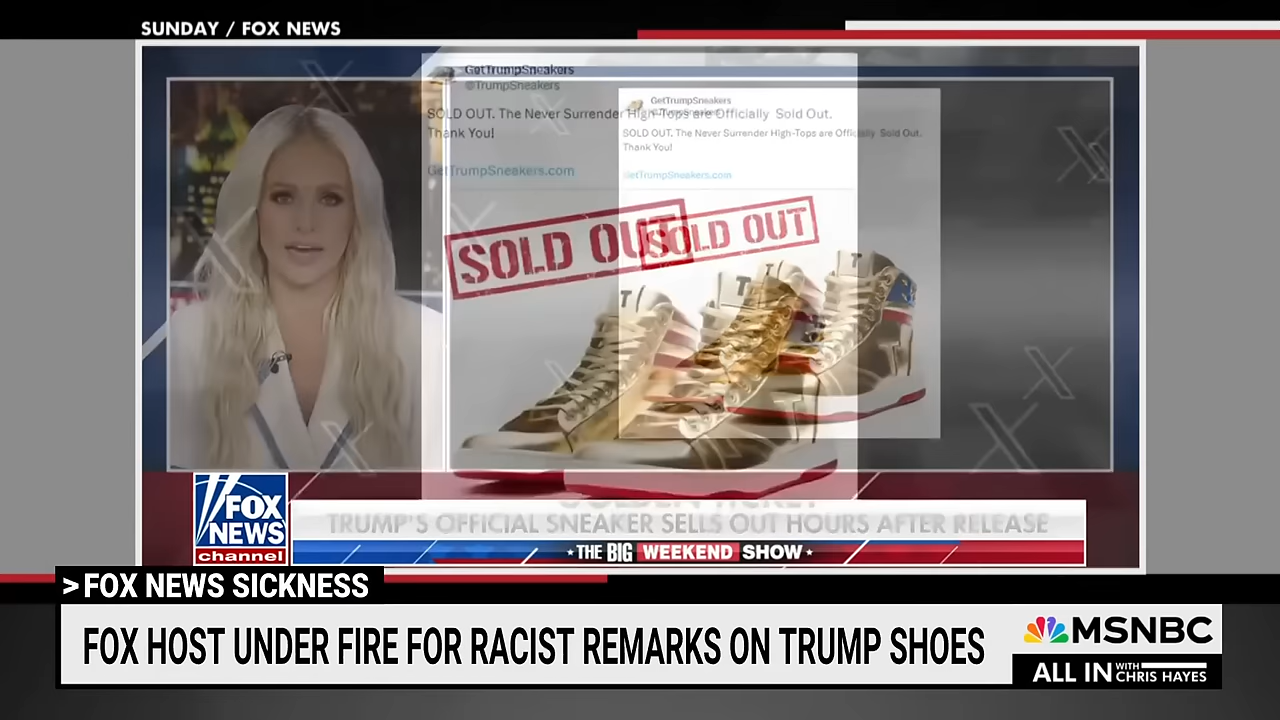 SUNDAY / FOX NEWS
GetTrumpSneakers
@TrumpSneakers
SOLD OUT. The Never Surrender High-Tops are Officially Sold Out.
Thank You!
GetTrumpSneakers.com
GetTrumpSneakers
SOLD OUT. The Never Surrender High-Tops are Officially Sold Out.
Thank You!
GetTrumpSneakers.com
SOLD OUT
SOLD OUT
T
T
T
T
T
T
FOX
NEWS
channel
TRUMP'S OFFICIAL SNEAKER SELLS OUT HOURS AFTER RELEASE
THE BIG WEEKEND SHOW
>FOX NEWS SICKNESS
FOX HOST UNDER FIRE FOR RACIST REMARKS ON TRUMP SHOES
MSNBC
ALL IN WITH CHRIS HAYES